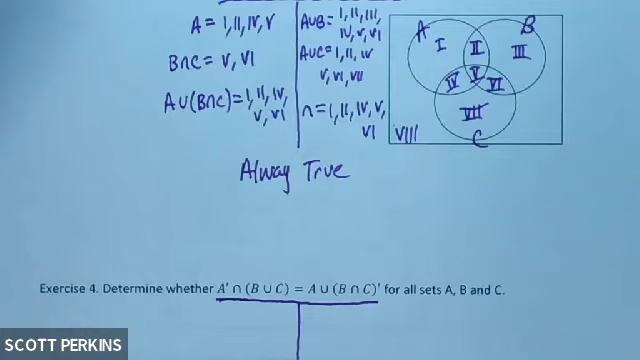 A = I, II, IV, V
B∩C = V, VI
A∪(B∩C) = I, II, IV,
V, VI
A∪B = I, II, III,
IV, V, VI
A∪C = I, II, IV
V, VI, VII
∩ = I, II, IV, V,
VI
A
B
I
II
III
IV
V
VI
VII
VIII
C
Alway True
Exercise 4. Determine whether A′ ∩ (B ∪ C) = A ∪ (B ∩ C)′ for all sets A, B and C.
SCOTT PERKINS